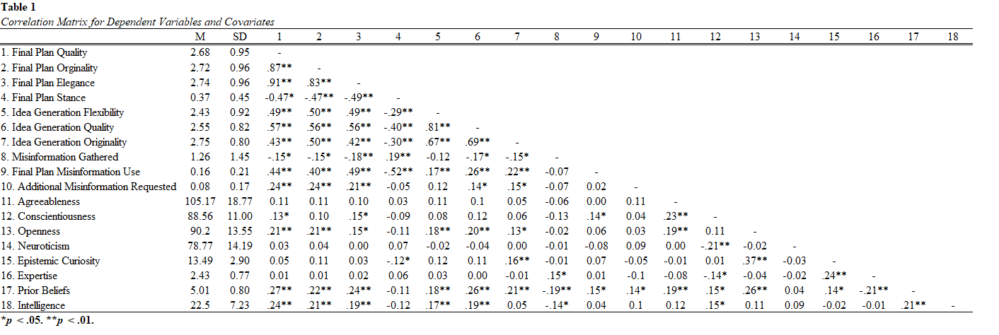 Table 1
Correlation Matrix for Dependent Variables and Covariates
M SD 1 2 3 4 5 6 7 8 9 10 11 12 13 14 15 16 17 18
1. Final Plan Quality 2.68 0.95 -
2. Final Plan Orginality 2.72 0.96 .87** -
3. Final Plan Elegance 2.74 0.96 .91** .83** -
4. Final Plan Stance 0.37 0.45 -0.47* -.47** -.49** -
5. Idea Generation Flexibility 2.43 0.92 .49** .50** .49** -.29** -
6. Idea Generation Quality 2.55 0.82 .57** .56** .56** -.40** .81** -
7. Idea Generation Originality 2.75 0.80 .43** .50** .42** -.30** .67** .69** -
8. Misinformation Gathered 1.26 1.45 -.15* -.15* -.18** .19** -0.12 -.17* -.15* -
9. Final Plan Misinformation Use 0.16 0.21 .44** .40** .49** -.52** .17** .26** .22** -0.07 -
10. Additional Misinformation Requested 0.08 0.17 .24** .24** .21** -0.05 0.12 .14* .15* -0.07 0.02 -
11. Agreeableness 105.17 18.77 0.11 0.11 0.10 0.03 0.11 0.1 0.05 -0.06 0.00 0.11 -
12. Conscientiousness 88.56 11.00 .13* 0.10 .15* -0.09 0.08 0.12 0.06 -0.13 .14* 0.04 .23** -
13. Openness 90.2 13.55 .21** .21** .15* -0.11 .18** .20** .13* -0.02 0.06 0.03 .19** 0.11 -
14. Neuroticism 78.77 14.19 0.03 0.04 0.00 0.07 -0.02 -0.04 0.00 -0.01 -0.08 0.09 0.00 -.21** -0.02 -
15. Epistemic Curiosity 13.49 2.90 0.05 0.11 0.03 -.12* 0.12 0.11 .16** -0.01 0.07 -0.05 -0.01 0.01 .37** -0.03 -
16. Expertise 2.43 0.77 0.01 0.01 0.02 0.06 0.03 0.00 -0.01 .15* 0.01 -0.1 -0.08 -.14* -0.04 -0.02 .24** -
17. Prior Beliefs 5.01 0.80 .27** .22** .24** -0.11 .18** .26** .21** -.19** .15* .14* .19** .15* .26** 0.04 .14* -.21** -
18. Intelligence 22.5 7.23 .24** .21** .19** -0.12 .17** .19** 0.05 -.14* 0.04 0.1 0.12 .15* 0.11 0.09 -0.02 -0.01 .21** -
*p < .05. **p < .01.